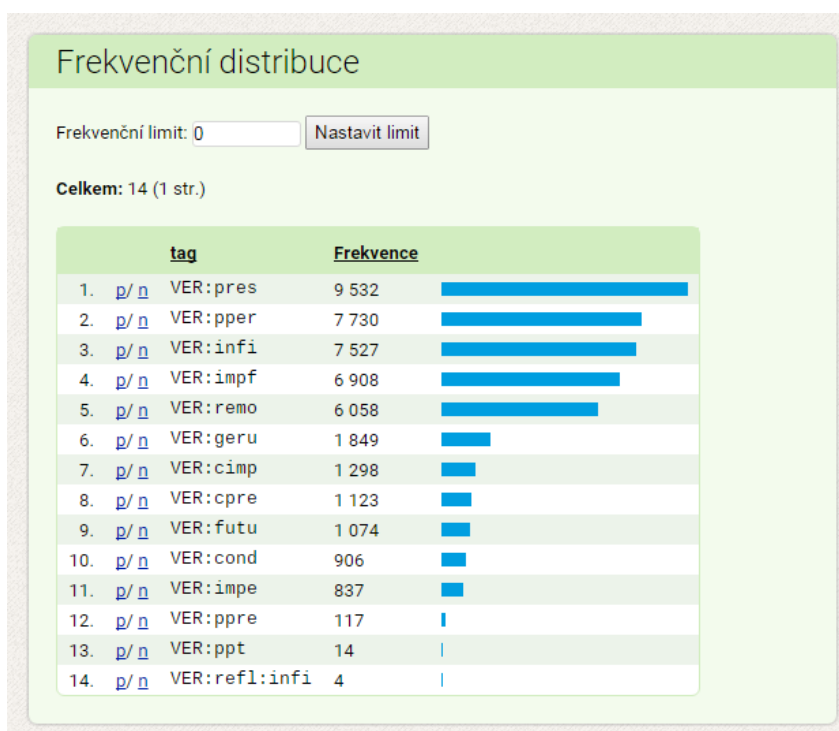 Frekvenční distribuce
Frekvenční limit: 0 Nastavit limit
Celkem: 14 (1 str.)
tag Frekvence
1. p/ n VER:pres 9 532
2. p/ n VER:pper 7 730
3. p/ n VER:infi 7 527
4. p/ n VER:impf 6 908
5. p/ n VER:remo 6 058
6. p/ n VER:geru 1 849
7. p/ n VER:cimp 1 298
8. p/ n VER:cpre 1 123
9. p/ n VER:futu 1 074
10. p/ n VER:cond 906
11. p/ n VER:impe 837
12. p/ n VER:ppre 117
13. p/ n VER:ppt 14
14. p/ n VER:refl:infi 4